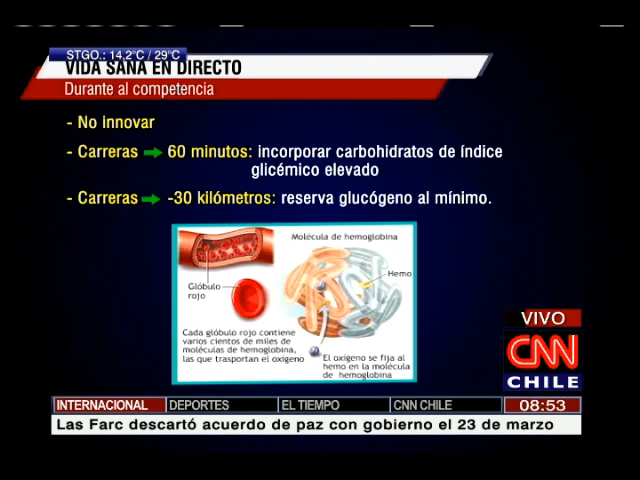 STGO.: 14,2°C / 29°C
VIDA SANA EN DIRECTO
Durante al competencia
- No innovar
- Carreras 60 minutos: incorporar carbohidratos de índice
glicémico elevado
- Carreras -30 kilómetros: reserva glucógeno al mínimo.
Molécula de hemoglobina
Hemo
Glóbulo
rojo
Cada glóbulo rojo contiene
varios cientos de miles de
moléculas de hemoglobina,
las que trasportan el oxígeno
El oxígeno se fija al
hemo en la molécula
de hemoglobina
VIVO
CNN
CHILE
INTERNACIONAL DEPORTES EL TIEMPO CNN CHILE 08:53
Las Farc descartó acuerdo de paz con gobierno el 23 de marzo